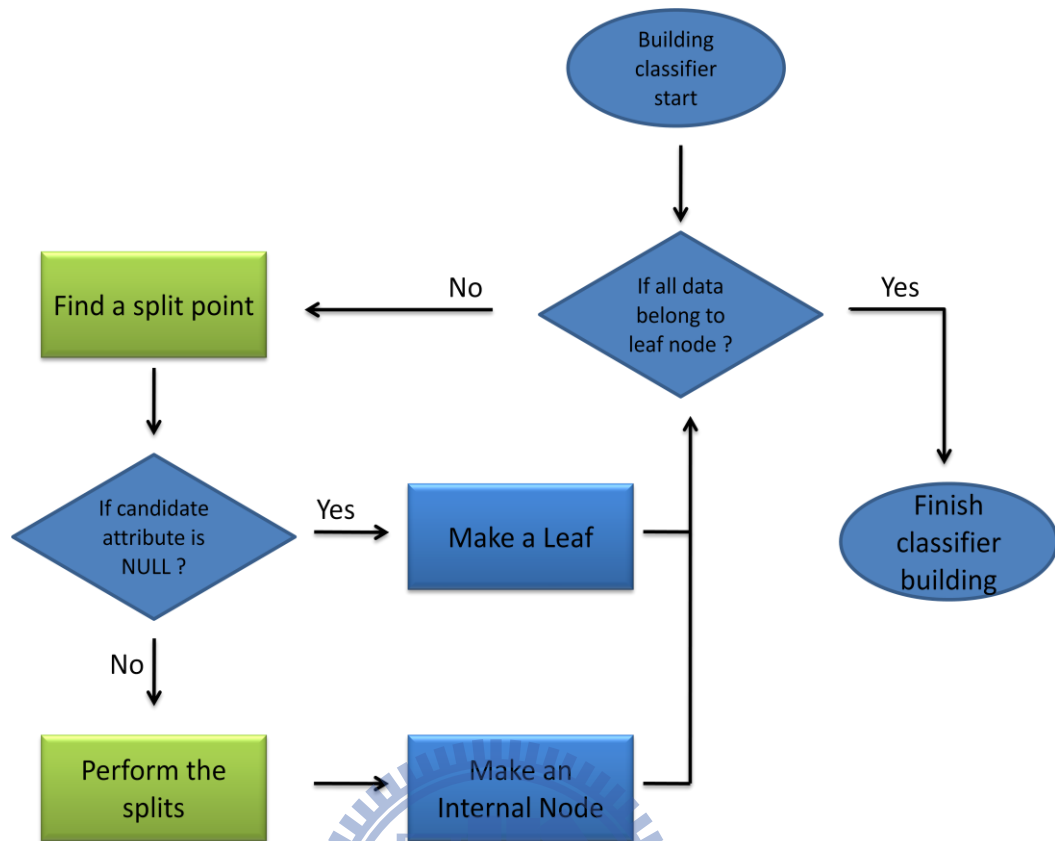 Building
classifier
start
No
If all data
belong to
leaf node ?
Yes
Find a split point
If candidate
attribute is
NULL ?
Yes
Make a Leaf
Finish
classifier
building
No
Perform the
splits
Make an
Internal Node